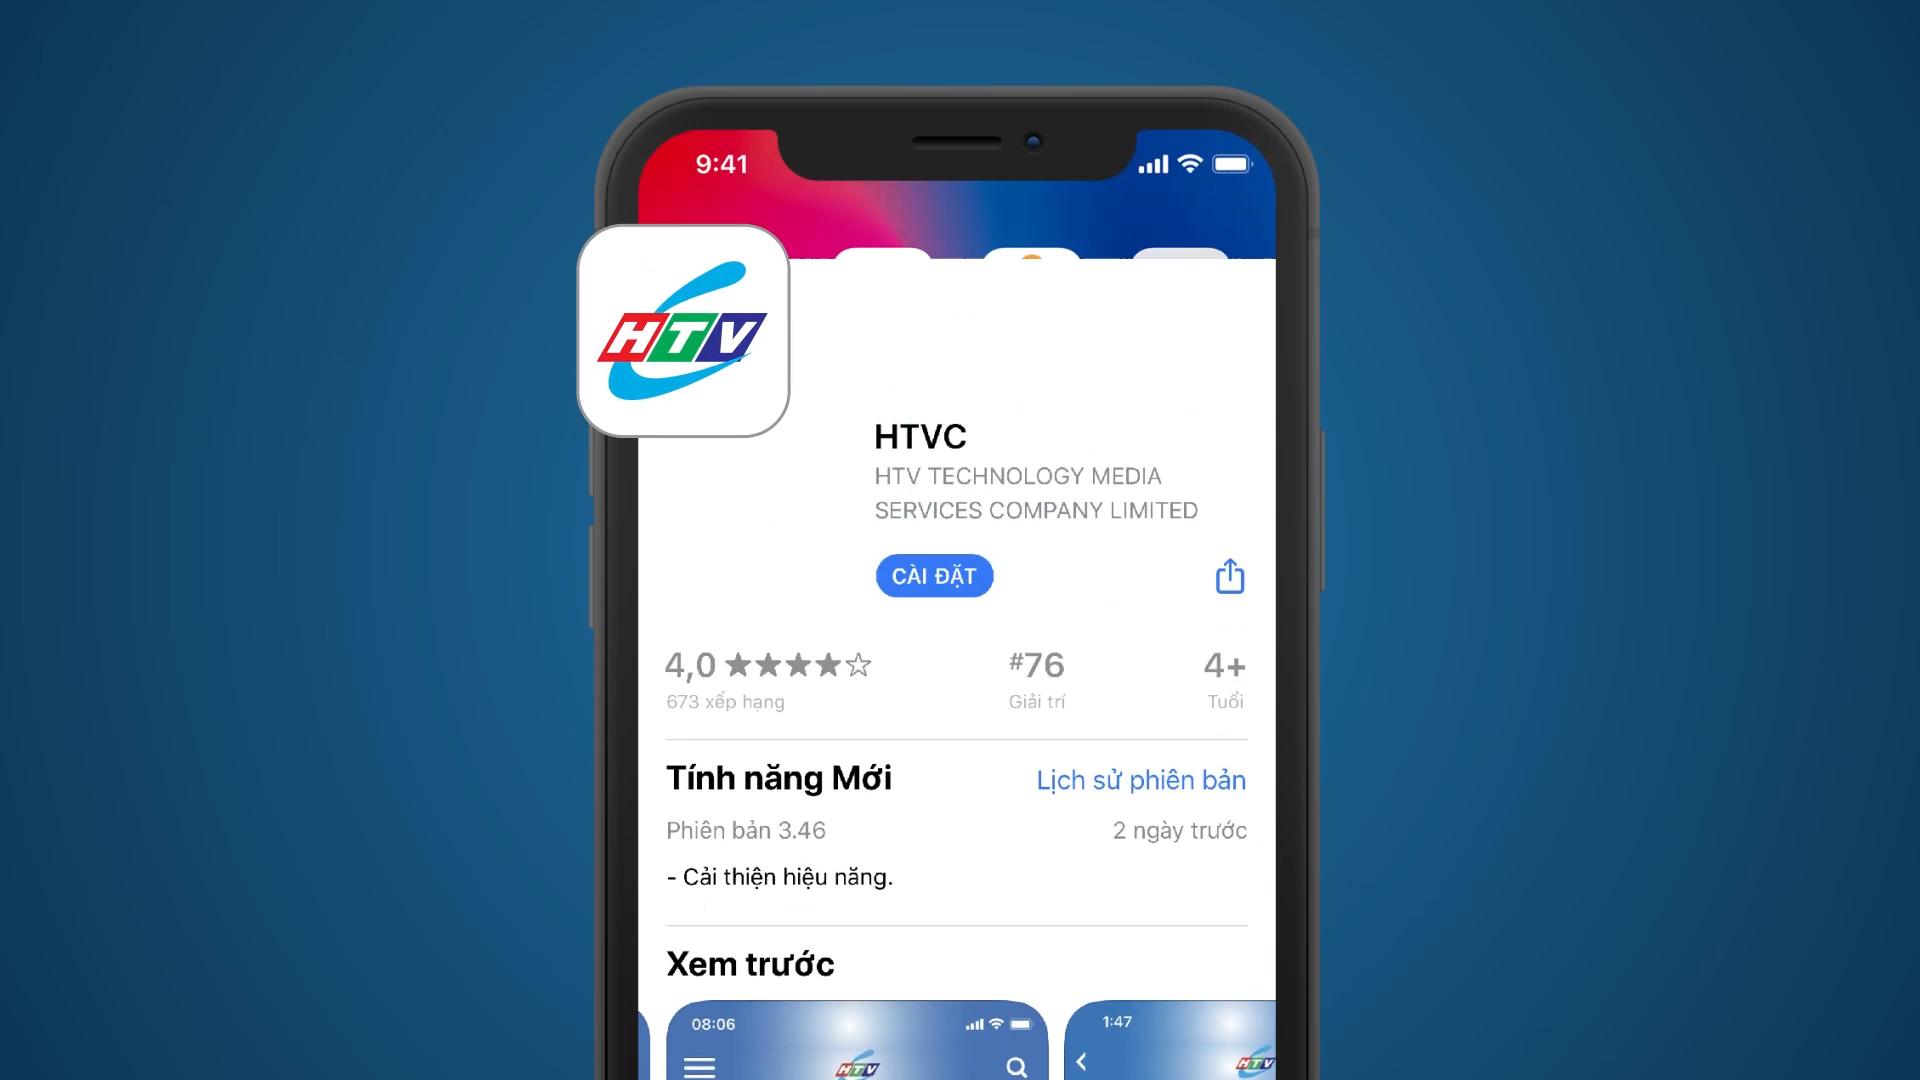 9:41
HTV
HTVC
HTV TECHNOLOGY MEDIA
SERVICES COMPANY LIMITED
CÀI ĐẶT
4,0 ★★★★☆
#76
4+
673 xếp hạng
Giải trí
Tuổi
Tính năng Mới
Lịch sử phiên bản
Phiên bản 3.46
2 ngày trước
- Cải thiện hiệu năng.
Xem trước
08:06
1:47
HTV
HTV